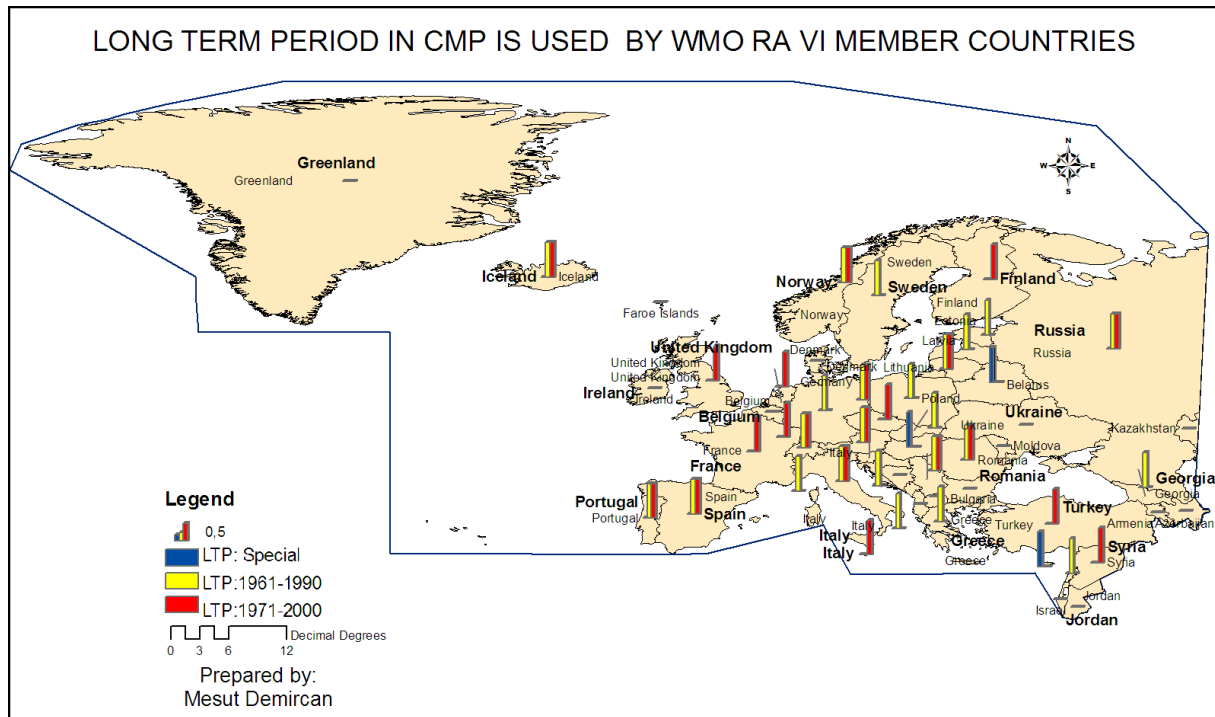 LONG TERM PERIOD IN CMP IS USED BY WMO RA VI MEMBER COUNTRIES
N
W E
S
Greenland
Greenland
Iceland
Iceland
Faroe Islands
Norway
Norway
Sweden
Sweden
Finland
Finland
Estonia
Latvia
Lithuania
Russia
Russia
Belarus
United Kingdom
United Kingdom
United Kingdom
Ireland
Ireland
Denmark
Denmark
Germany
Belgium
Belgium
Poland
Ukraine
Ukraine
Kazakhstan
Moldova
France
France
Italy
Romania
Romania
Portugal
Portugal
Spain
Spain
Bulgaria
Georgia
Georgia
Italy
Italy
Italy
Italy
Greece
Greece
Greece
Turkey
Turkey
Armenia
Azerbaijan
Syria
Syria
Israel
Jordan
Jordan
Legend
0,5
LTP: Special
LTP:1961-1990
LTP:1971-2000
Decimal Degrees
0 3 6 12
Prepared by:
Mesut Demircan